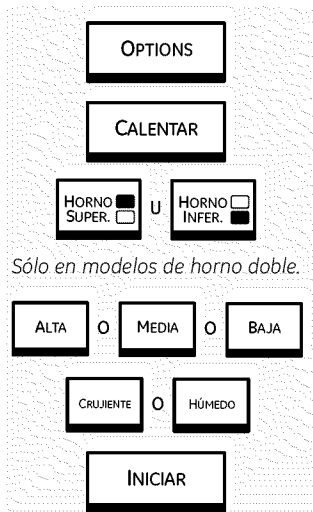 OPTIONS
CALENTAR
HORNO
SUPER.
U
HORNO
INFER.
Sólo en modelos de horno doble.
ALTA O MEDIA O BAJA
CRUJIENTE O HÚMEDO
INICIAR